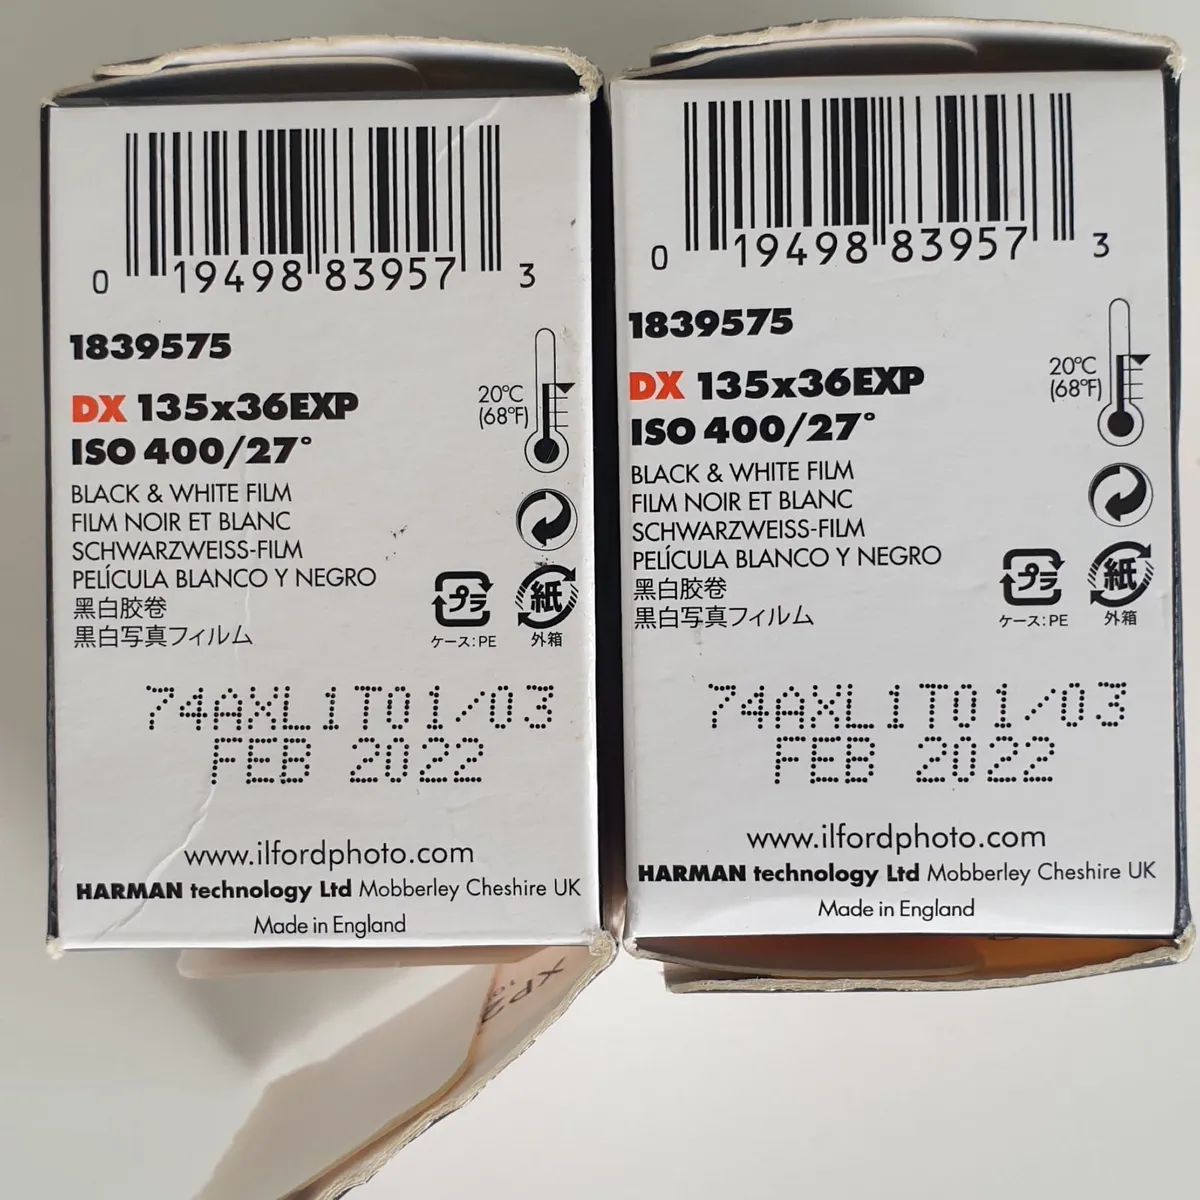 0 19498 83957 3
1839575
DX 135x36EXP
ISO 400/27°
20°C
(68°F)
BLACK & WHITE FILM
FILM NOIR ET BLANC
SCHWARZWEISS-FILM
PELÍCULA BLANCO Y NEGRO
黑白胶卷
黒白写真フィルム
プラ
ケース:PE
紙
外箱
74AXL1T01/03
FEB 2022
www.ilfordphoto.com
HARMAN technology Ltd Mobberley Cheshire UK
Made in England
XP2
0 19498 83957 3
1839575
DX 135x36EXP
ISO 400/27°
20°C
(68°F)
BLACK & WHITE FILM
FILM NOIR ET BLANC
SCHWARZWEISS-FILM
PELÍCULA BLANCO Y NEGRO
黑白胶卷
黒白写真フィルム
プラ
ケース:PE
紙
外箱
74AXL1T01/03
FEB 2022
www.ilfordphoto.com
HARMAN technology Ltd Mobberley Cheshire UK
Made in England